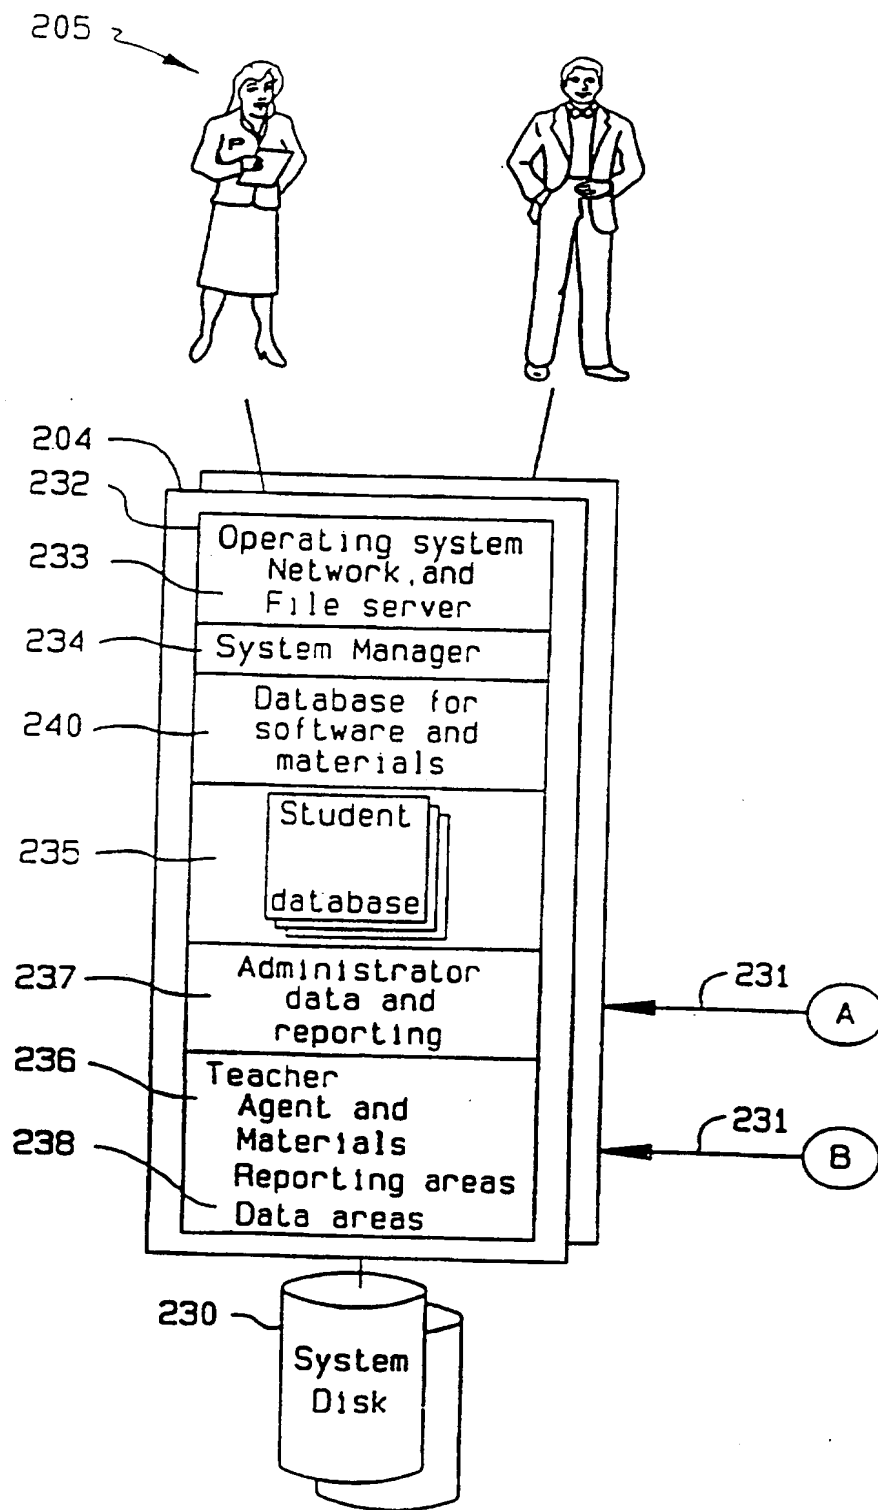 205
P
204
232
Operating system
233
Network, and
File server
234
System Manager
Database for
240
software and
materials
Student
235
database
Administrator
237
data and
231
A
reporting
236
Teacher
Agent and
Materials
231
B
238
Reporting areas
Data areas
230
System
Disk